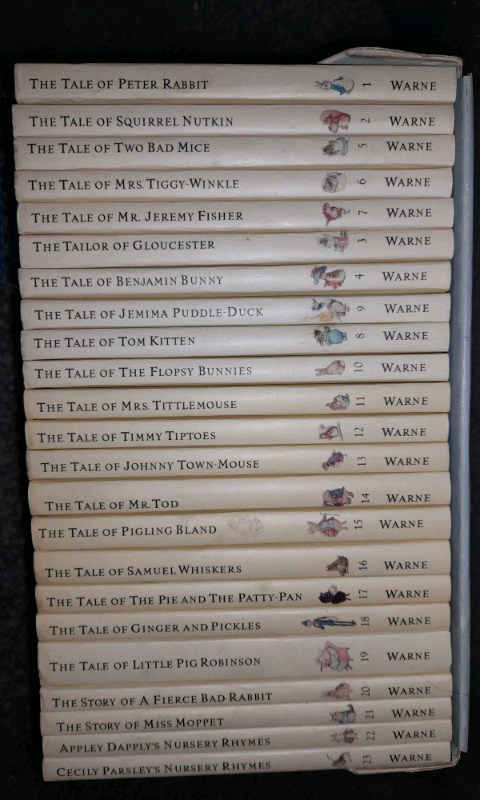 THE TALE OF PETER RABBIT 1 WARNE
THE TALE OF SQUIRREL NUTKIN 2 WARNE
THE TALE OF TWO BAD MICE 5 WARNE
THE TALE OF MRS. TIGGY-WINKLE 6 WARNE
THE TALE OF MR. JEREMY FISHER 7 WARNE
THE TAILOR OF GLOUCESTER 3 WARNE
THE TALE OF BENJAMIN BUNNY 4 WARNE
THE TALE OF JEMIMA PUDDLE-DUCK 9 WARNE
THE TALE OF TOM KITTEN 8 WARNE
THE TALE OF THE FLOPSY BUNNIES 10 WARNE
THE TALE OF MRS. TITTLEMOUSE 11 WARNE
THE TALE OF TIMMY TIPTOES 12 WARNE
THE TALE OF JOHNNY TOWN-MOUSE 13 WARNE
THE TALE OF MR. TOD 14 WARNE
THE TALE OF PIGLING BLAND 15 WARNE
THE TALE OF SAMUEL WHISKERS 16 WARNE
THE TALE OF THE PIE AND THE PATTY-PAN 17 WARNE
THE TALE OF GINGER AND PICKLES 18 WARNE
THE TALE OF LITTLE PIG ROBINSON 19 WARNE
THE STORY OF A FIERCE BAD RABBIT 20 WARNE
THE STORY OF MISS MOPPET 21 WARNE
APPLEY DAPPLY'S NURSERY RHYMES 22 WARNE
CECILY PARSLEY'S NURSERY RHYMES 23 WARNE